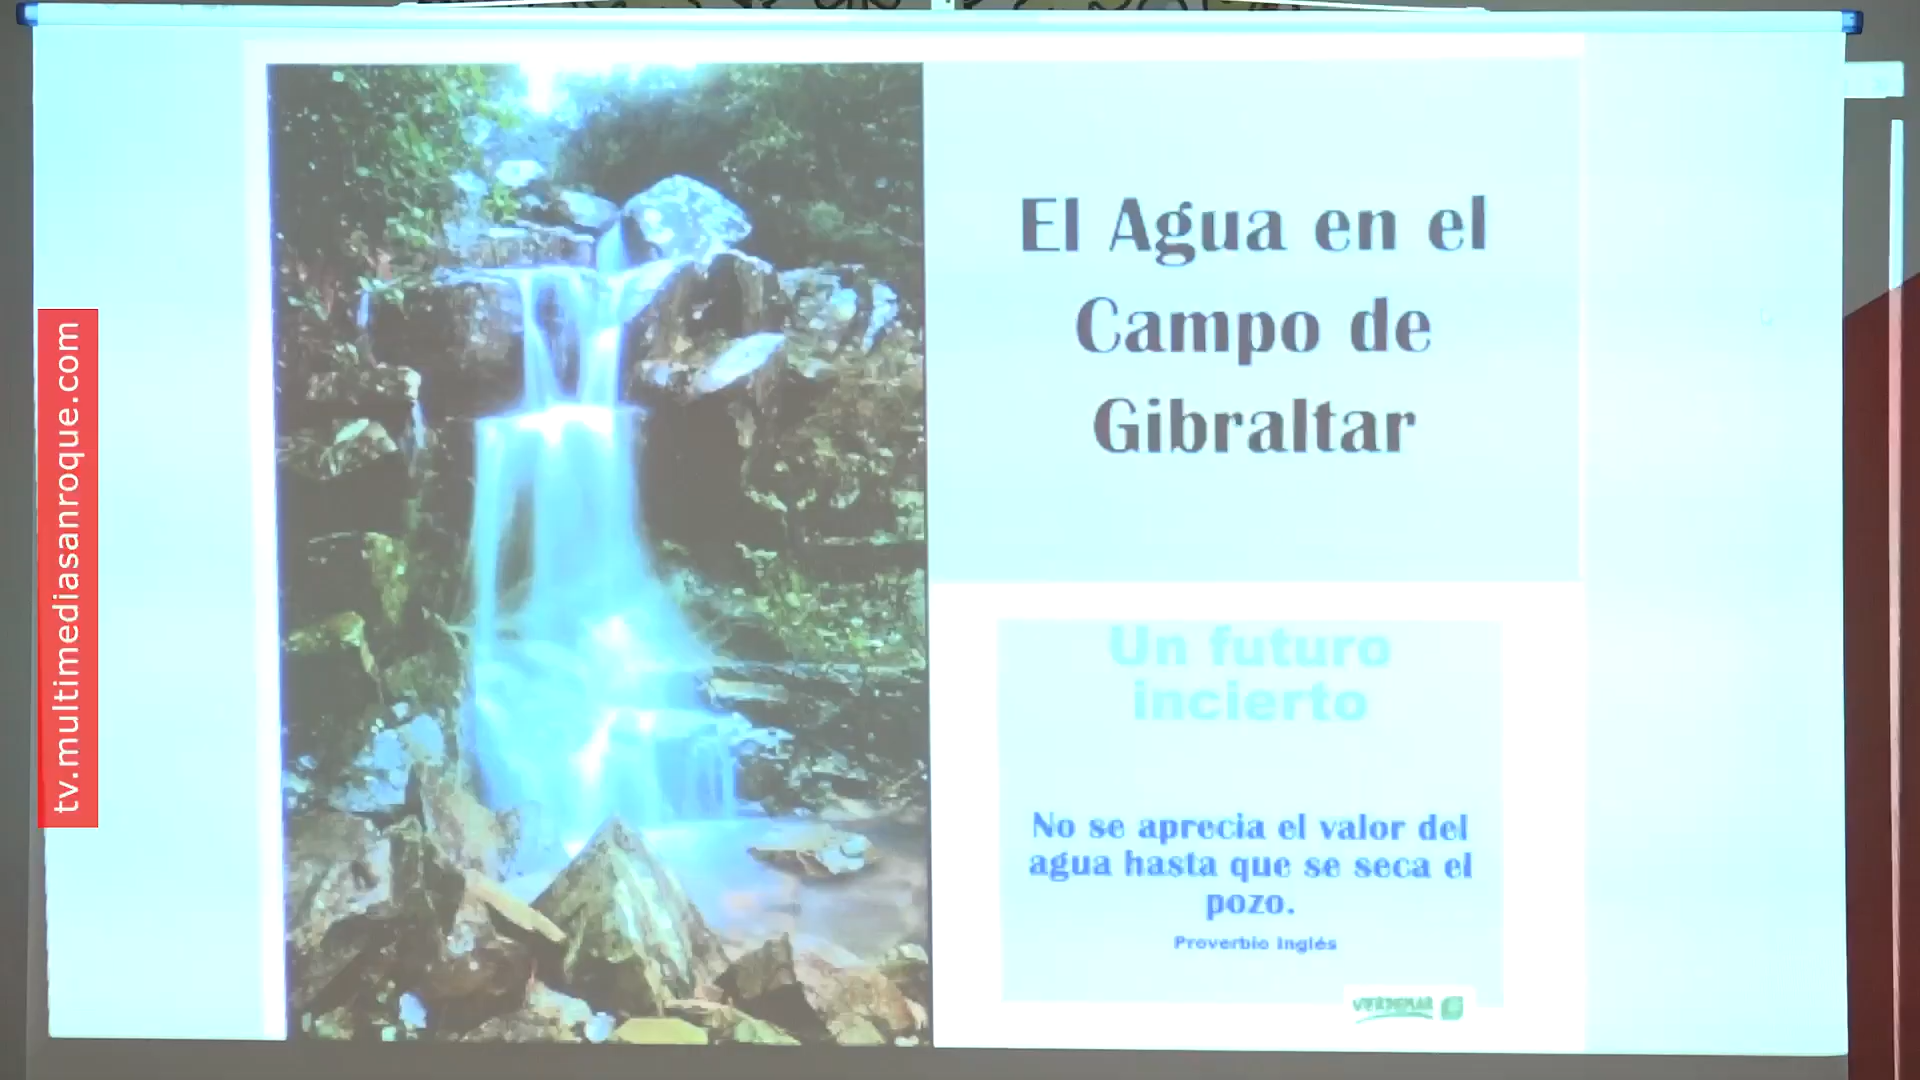 El Agua en el
Campo de
Gibraltar
Un futuro
incierto
No se aprecia el valor del
agua hasta que se seca el
pozo.
Proverbio Inglés
VERDEMAR
tv.multimediasanroque.com